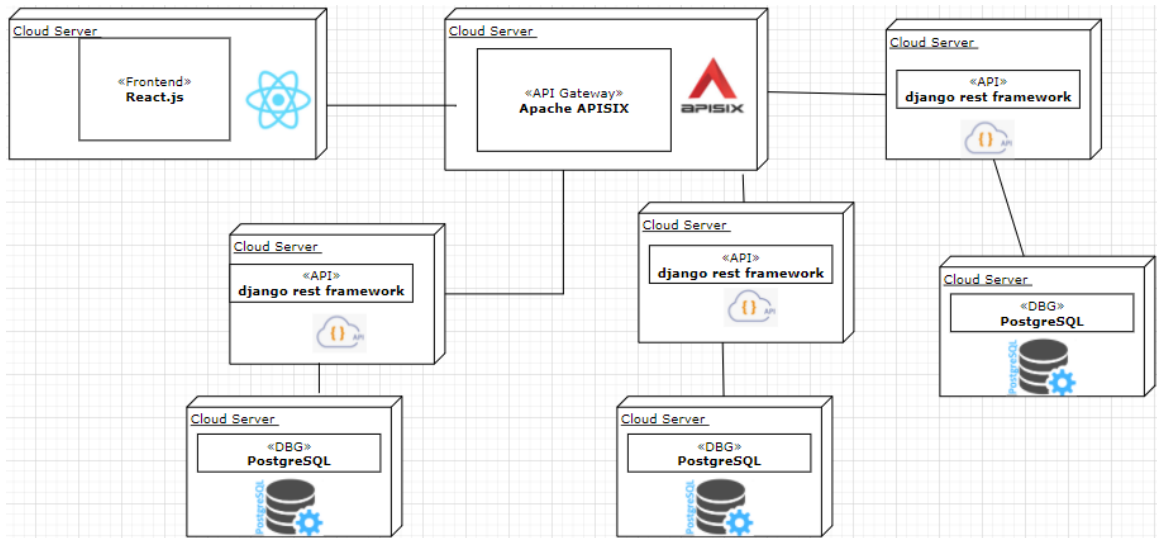 Cloud Server
«Frontend»
React.js
Cloud Server
«API Gateway»
Apache APISIX
APISIX
Cloud Server
«API»
django rest framework
{ } API
Cloud Server
«API»
django rest framework
{ } API
Cloud Server
«API»
django rest framework
{ } API
Cloud Server
«DBG»
PostgreSQL
PostgreSQL
Cloud Server
«DBG»
PostgreSQL
PostgreSQL
Cloud Server
«DBG»
PostgreSQL
PostgreSQL